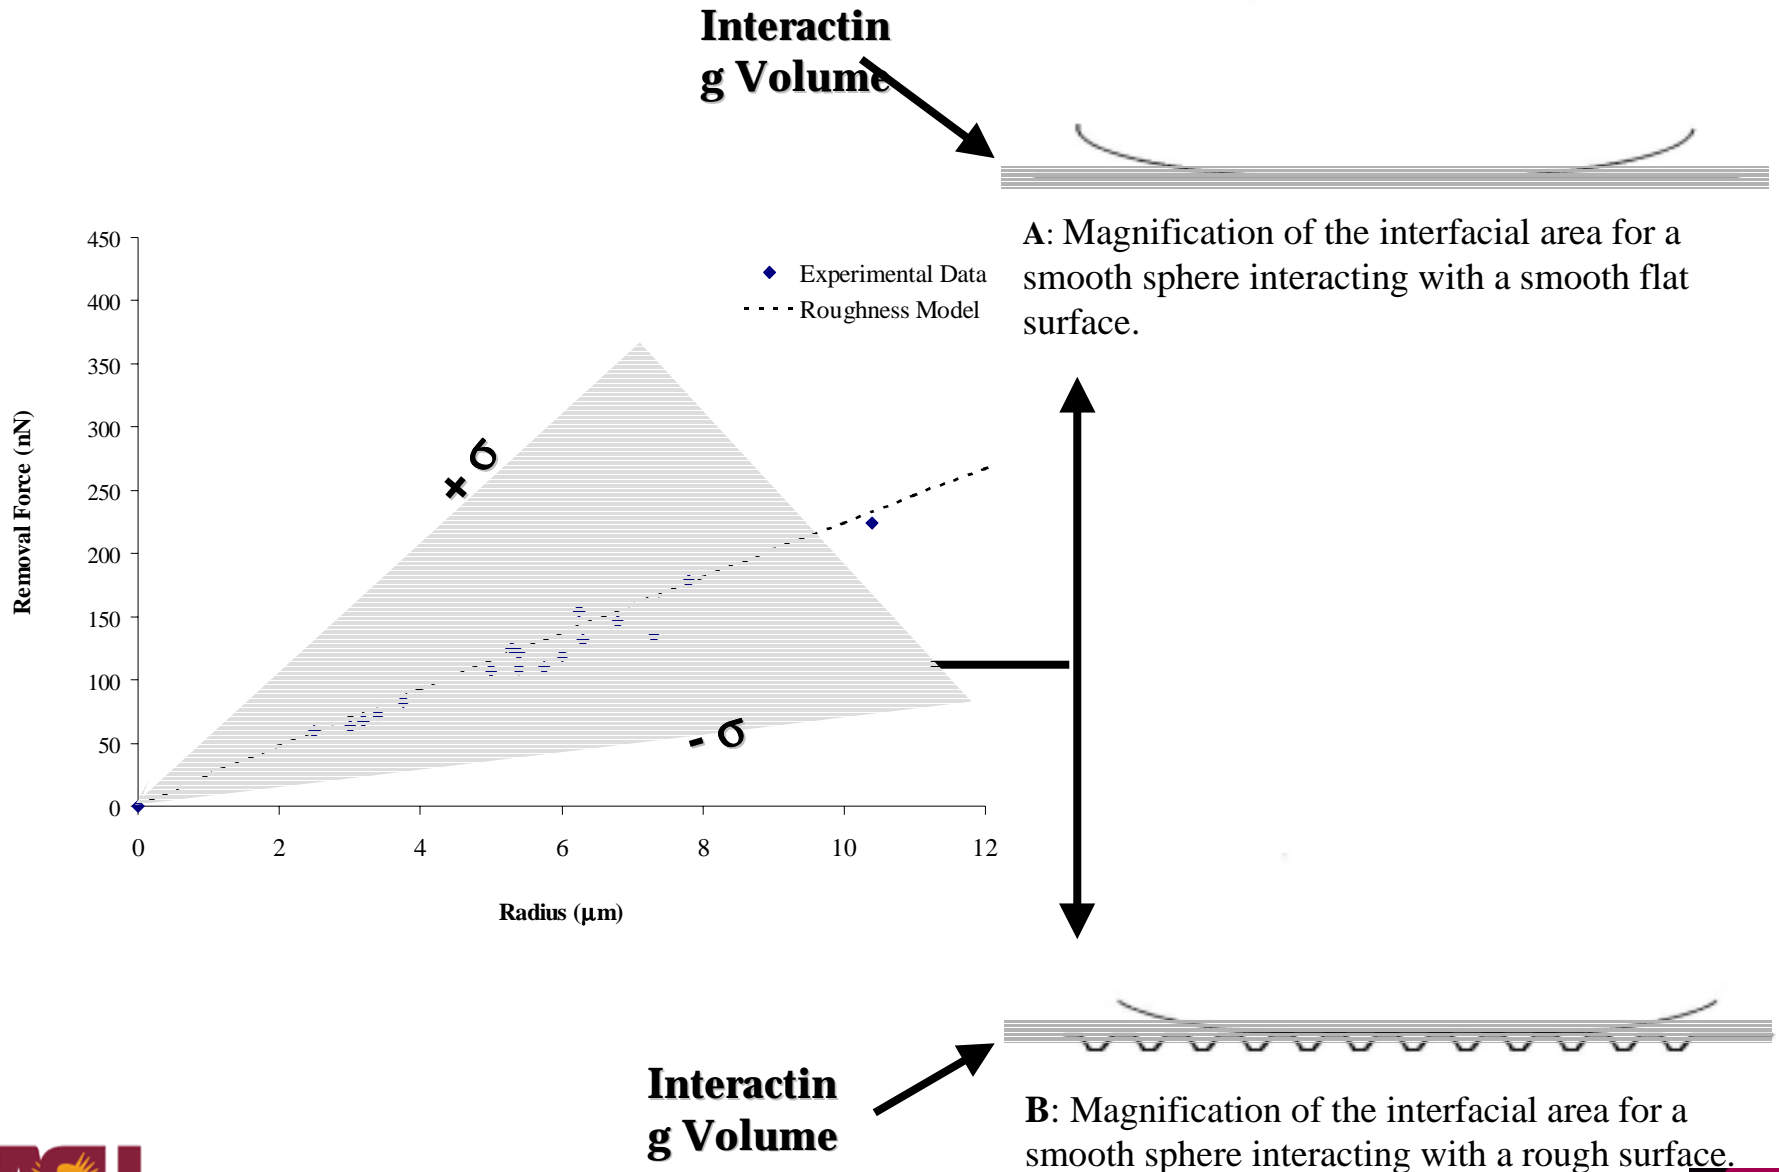 Interactin
g Volume
A: Magnification of the interfacial area for a
smooth sphere interacting with a smooth flat
surface.
450
400
350
300
250
200
150
100
50
0
Removal Force (nN)
Experimental Data
Roughness Model
+ σ
- σ
0 2 4 6 8 10 12
Radius (μm)
Interactin
g Volume
B: Magnification of the interfacial area for a
smooth sphere interacting with a rough surface.